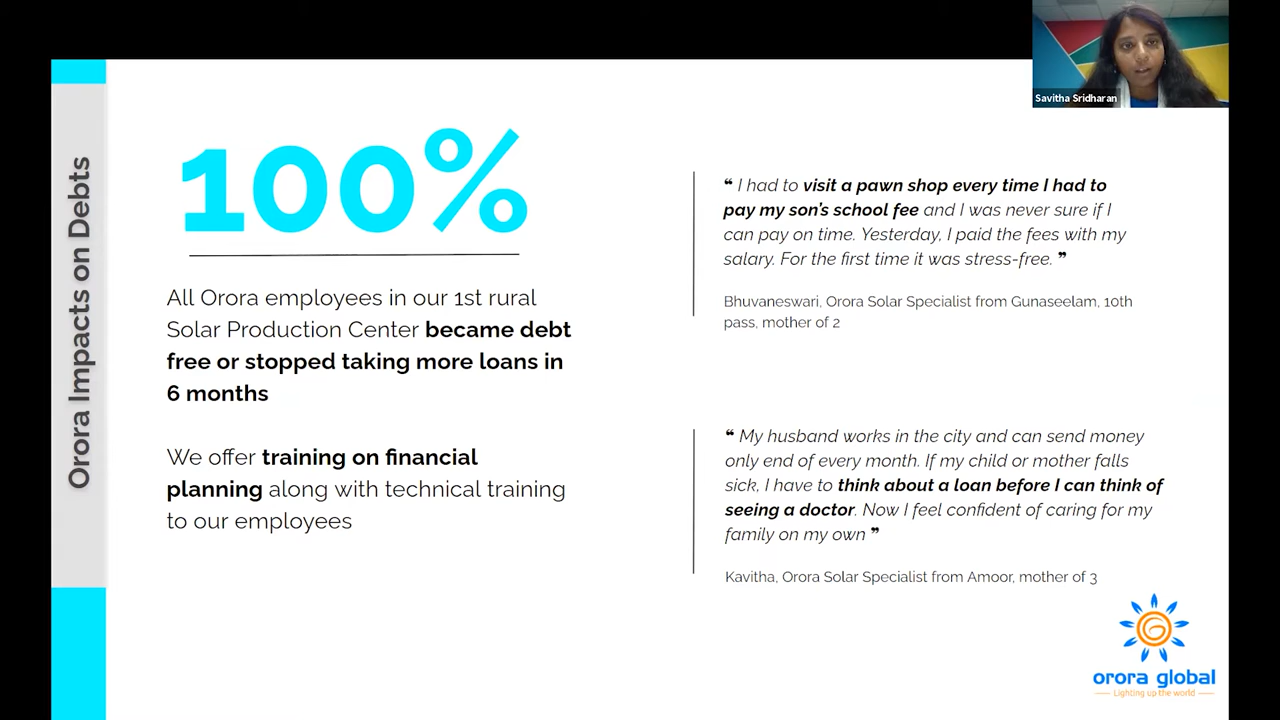 Savitha Sridharan
Orora Impacts on Debts
100%
All Orora employees in our 1st rural
Solar Production Center became debt
free or stopped taking more loans in
6 months
We offer training on financial
planning along with technical training
to our employees
❝ I had to visit a pawn shop every time I had to
pay my son's school fee and I was never sure if I
can pay on time. Yesterday, I paid the fees with my
salary. For the first time it was stress-free. ❞
Bhuvaneswari, Orora Solar Specialist from Gunaseelam, 10th
pass, mother of 2
❝ My husband works in the city and can send money
only end of every month. If my child or mother falls
sick, I have to think about a loan before I can think of
seeing a doctor. Now I feel confident of caring for my
family on my own ❞
Kavitha, Orora Solar Specialist from Amoor, mother of 3
orora global
Lighting up the world